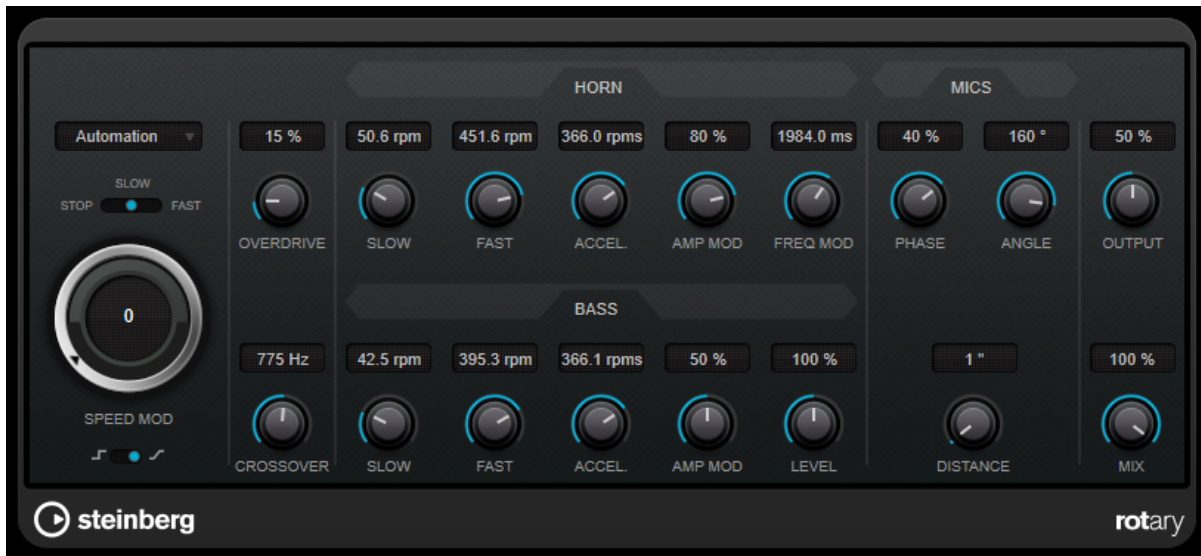 HORN MICS
Automation 15 % 50.6 rpm 451.6 rpm 366.0 rpms 80 % 1984.0 ms 40 % 160 ° 50 %
SLOW
STOP FAST
OVERDRIVE SLOW FAST ACCEL. AMP MOD FREQ MOD PHASE ANGLE OUTPUT
0
BASS
775 Hz 42.5 rpm 395.3 rpm 366.1 rpms 50 % 100 % 1 " 100 %
SPEED MOD
CROSSOVER SLOW FAST ACCEL. AMP MOD LEVEL DISTANCE MIX
steinberg rotary